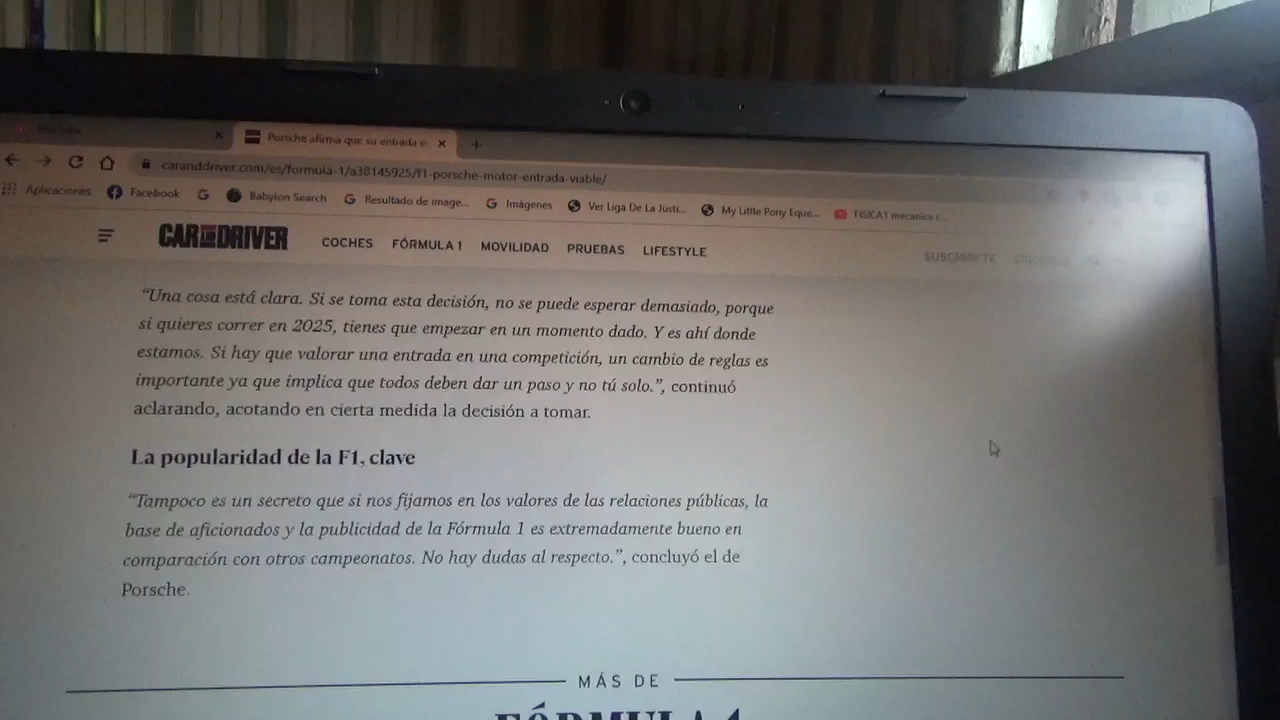 YouTube
Porsche afirma que su entrada e
caranddriver.com/es/formula-1/a38145925/f1-porsche-motor-entrada-viable/
Aplicaciones Facebook Babylon Search Resultado de image... Imágenes Ver Liga De La Justi... My Little Pony Eque... FISICA1 mecanica c...
CAR AND DRIVER COCHES FÓRMULA 1 MOVILIDAD PRUEBAS LIFESTYLE SUSCRÍBETE
“Una cosa está clara. Si se toma esta decisión, no se puede esperar demasiado, porque
si quieres correr en 2025, tienes que empezar en un momento dado. Y es ahí donde
estamos. Si hay que valorar una entrada en una competición, un cambio de reglas es
importante ya que implica que todos deben dar un paso y no tú solo.”, continuó
aclarando, acotando en cierta medida la decisión a tomar.
La popularidad de la F1, clave
“Tampoco es un secreto que si nos fijamos en los valores de las relaciones públicas, la
base de aficionados y la publicidad de la Fórmula 1 es extremadamente bueno en
comparación con otros campeonatos. No hay dudas al respecto.”, concluyó el de
Porsche.
MÁS DE
FÓRMULA 1